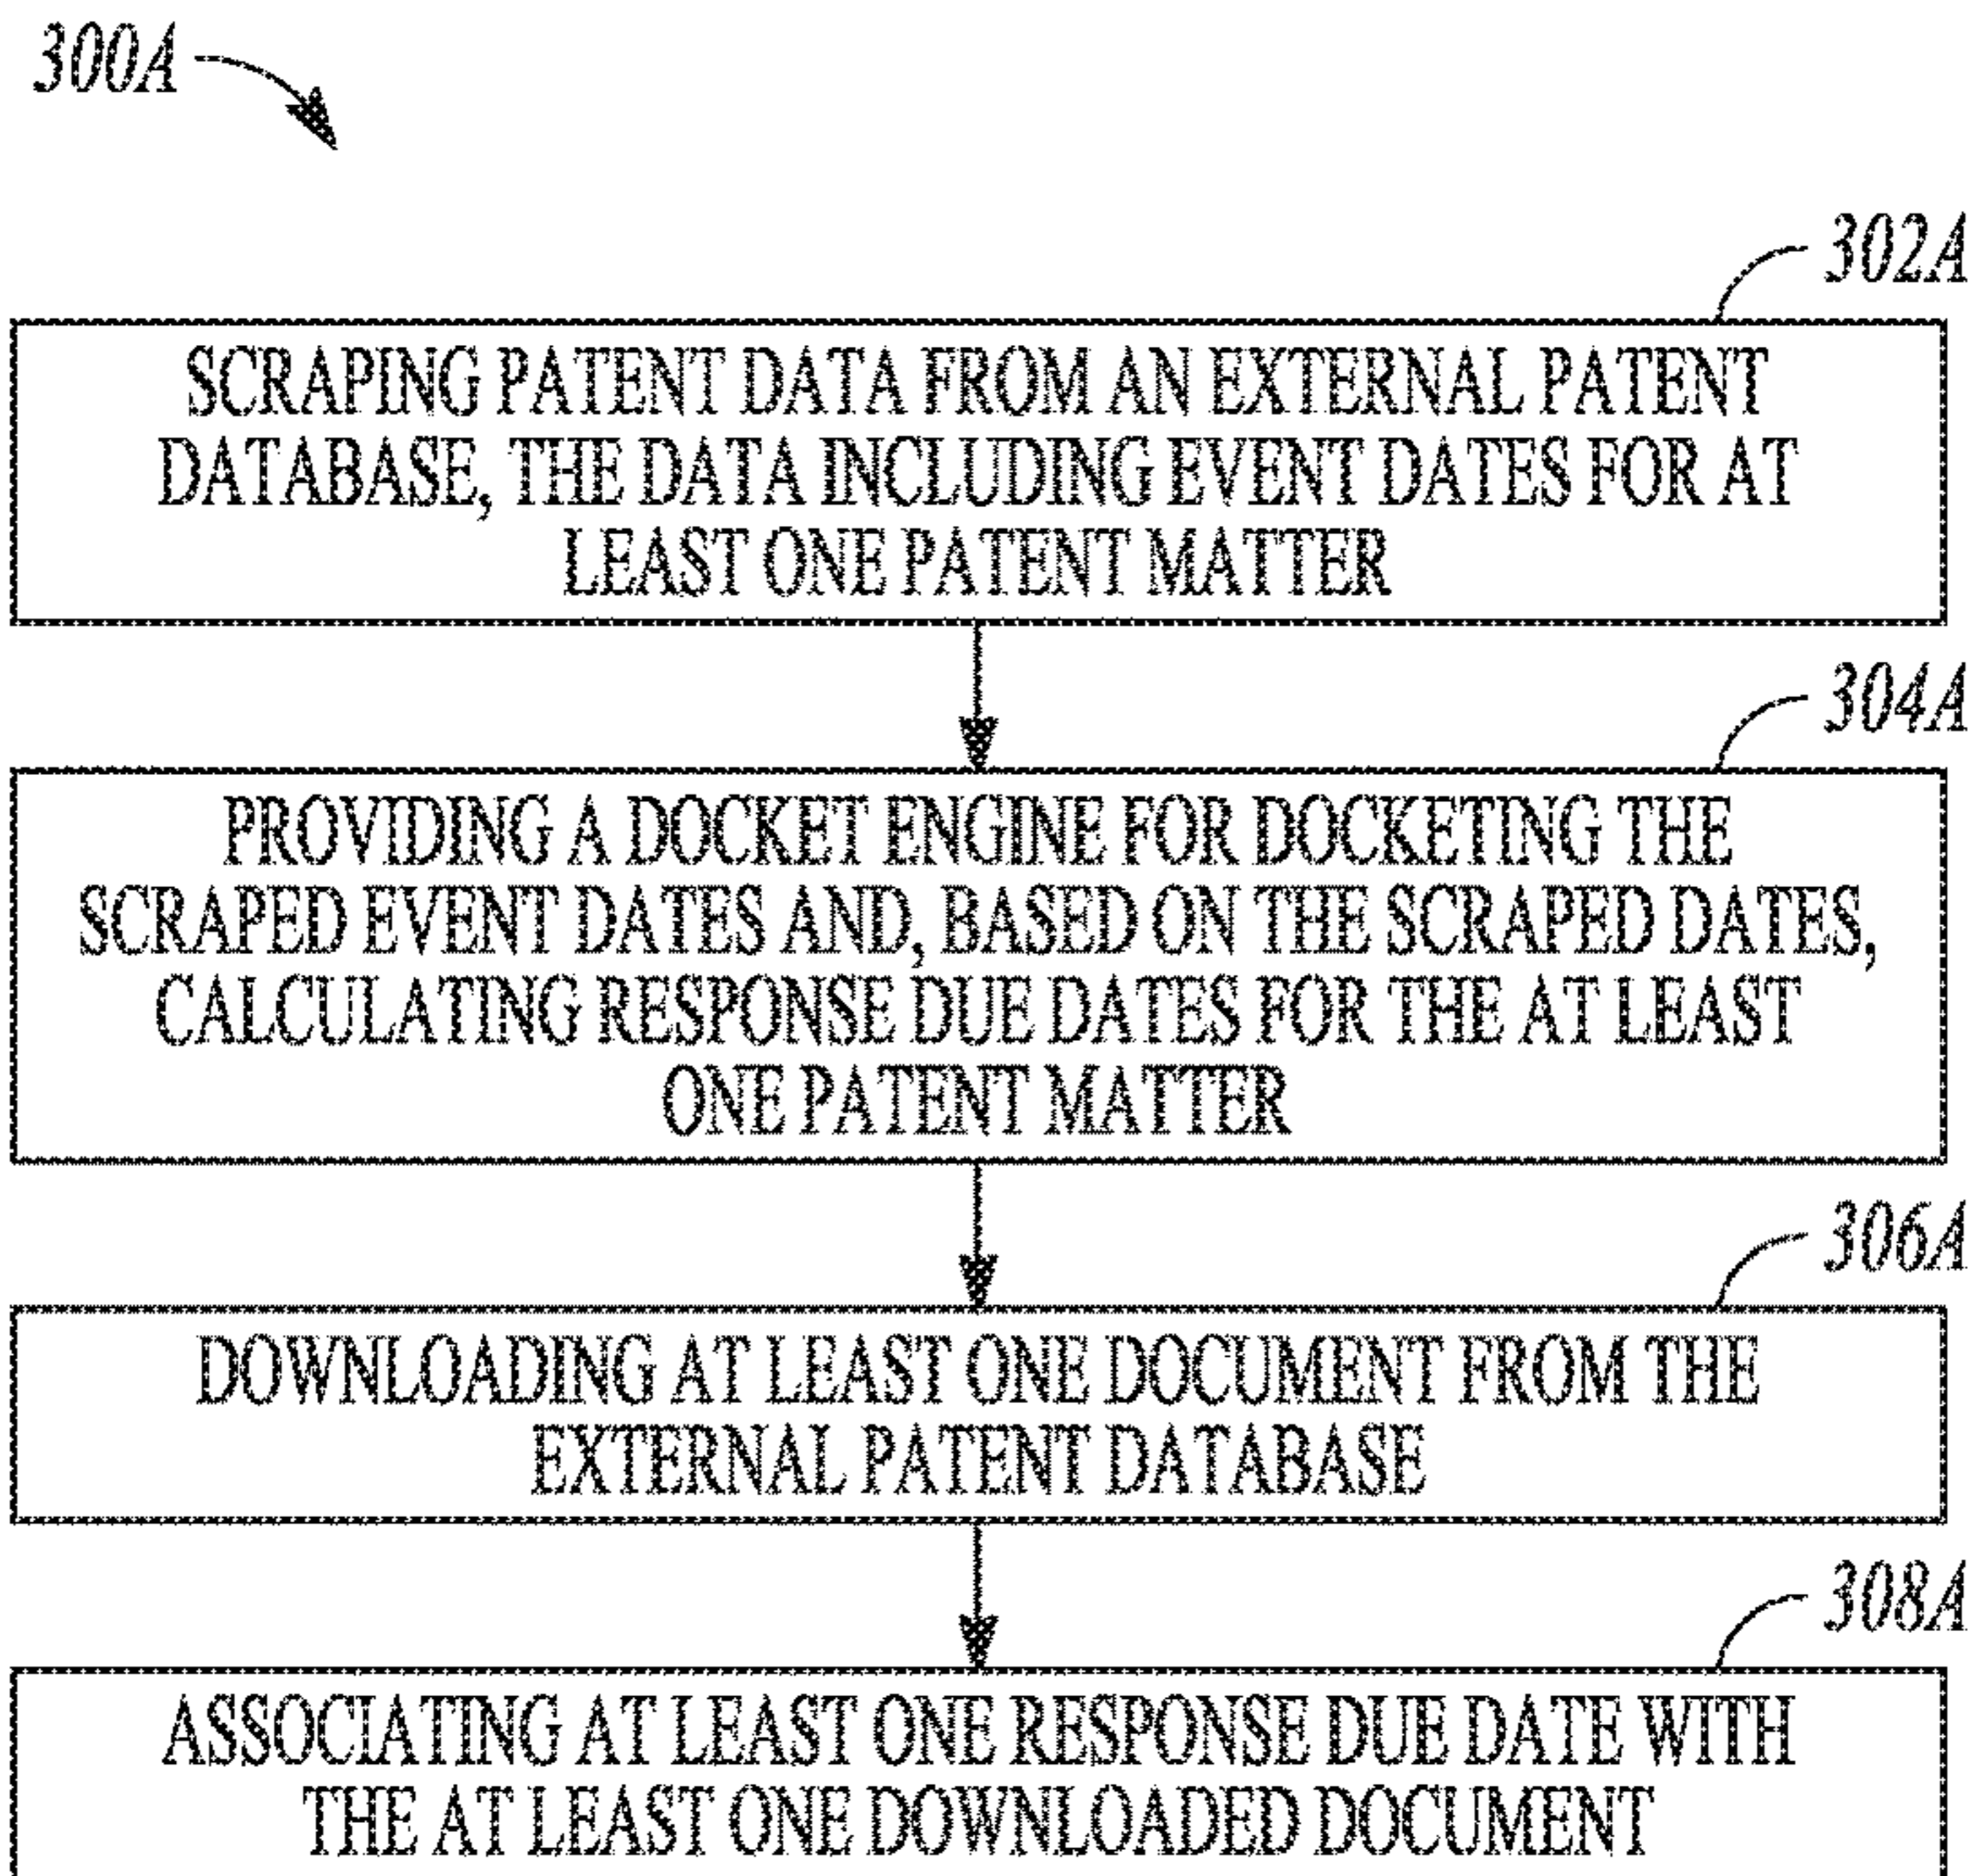 300A
302A
SCRAPING PATENT DATA FROM AN EXTERNAL PATENT
DATABASE, THE DATA INCLUDING EVENT DATES FOR AT
LEAST ONE PATENT MATTER
304A
PROVIDING A DOCKET ENGINE FOR DOCKETING THE
SCRAPED EVENT DATES AND, BASED ON THE SCRAPED DATES,
CALCULATING RESPONSE DUE DATES FOR THE AT LEAST
ONE PATENT MATTER
306A
DOWNLOADING AT LEAST ONE DOCUMENT FROM THE
EXTERNAL PATENT DATABASE
308A
ASSOCIATING AT LEAST ONE RESPONSE DUE DATE WITH
THE AT LEAST ONE DOWNLOADED DOCUMENT